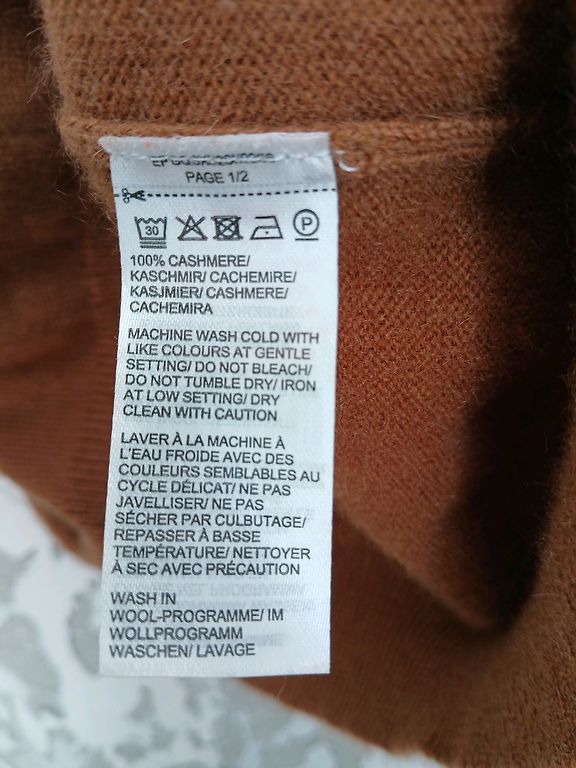 PAGE 1/2
30 P
100% CASHMERE/
KASCHMIR/ CACHEMIRE/
KASJMIER/ CASHMERE/
CACHEMIRA
MACHINE WASH COLD WITH
LIKE COLOURS AT GENTLE
SETTING/ DO NOT BLEACH/
DO NOT TUMBLE DRY/ IRON
AT LOW SETTING/ DRY
CLEAN WITH CAUTION
LAVER À LA MACHINE À
L'EAU FROIDE AVEC DES
COULEURS SEMBLABLES AU
CYCLE DÉLICAT/ NE PAS
JAVELLISER/ NE PAS
SÉCHER PAR CULBUTAGE/
REPASSER À BASSE
TEMPÉRATURE/ NETTOYER
À SEC AVEC PRÉCAUTION
WASH IN
WOOL-PROGRAMME/ IM
WOLLPROGRAMM
WASCHEN/ LAVAGE